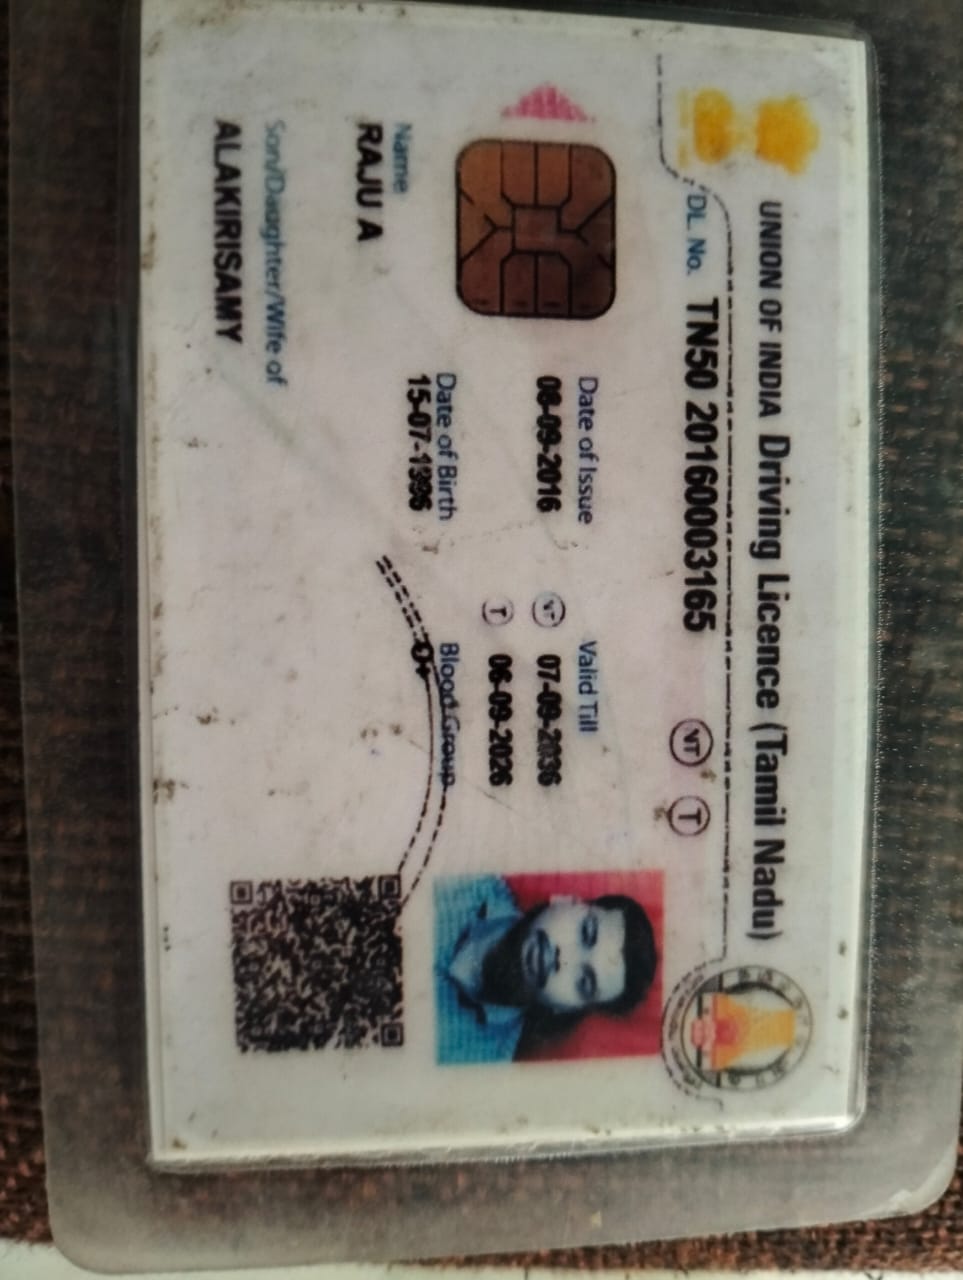 UNION OF INDIA Driving Licence (Tamil Nadu)
DL. No. TN50 20160003165 NT T
Date of Issue Valid Till
08-09-2016 NT 07-09-2036
T 06-09-2026
Date of Birth Blood Group
15-07-1996 O+
Name
RAJU A
Son/Daughter/Wife of
ALAKIRISAMY